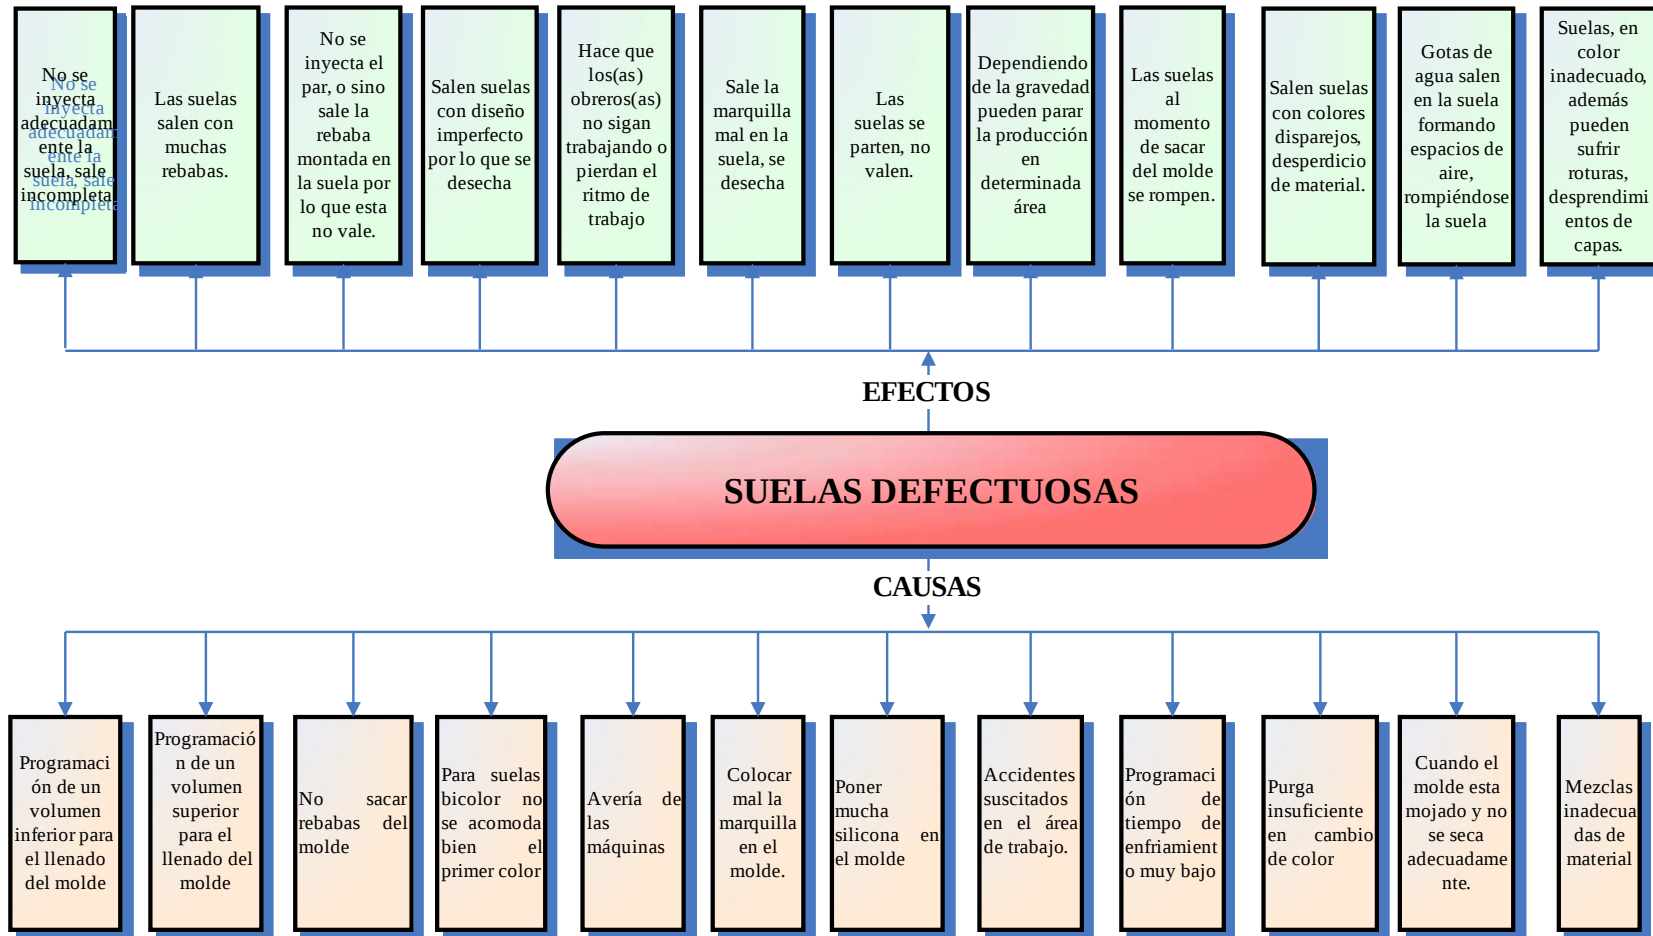 No se
inyecta
adecuadam
ente la
suela, sale
incompleta
No se
inyecta
adecuadam
ente la
suela, sale
incompleta
Las suelas
salen con
muchas
rebabas.
No se
inyecta el
par, o sino
sale la
rebaba
montada en
la suela por
lo que esta
no vale.
Salen suelas
con diseño
imperfecto
por lo que se
desecha
Hace que
los(as)
obreros(as)
no sigan
trabajando o
pierdan el
ritmo de
trabajo
Sale la
marquilla
mal en la
suela, se
desecha
Las
suelas se
parten, no
valen.
Dependiendo
de la gravedad
pueden parar
la producción
en
determinada
área
Las suelas
al
momento
de sacar
del molde
se rompen.
Salen suelas
con colores
disparejos,
desperdicio
de material.
Gotas de
agua salen
en la suela
formando
espacios de
aire,
rompiéndose
la suela
Suelas, en
color
inadecuado,
además
pueden
sufrir
roturas,
desprendimi
entos de
capas.
EFECTOS
SUELAS DEFECTUOSAS
CAUSAS
Programaci
ón de un
volumen
inferior para
el llenado
del molde
Programació
n de un
volumen
superior
para el
llenado del
molde
No sacar
rebabas del
molde
Para suelas
bicolor no
se acomoda
bien el
primer color
Avería de
las
máquinas
Colocar
mal la
marquilla
en el
molde.
Poner
mucha
silicona en
el molde
Accidentes
suscitados
en el área
de trabajo.
Programaci
ón de
tiempo de
enfriamient
o muy bajo
Purga
insuficiente
en cambio
de color
Cuando el
molde esta
mojado y no
se seca
adecuadame
nte.
Mezclas
inadecua
das de
material